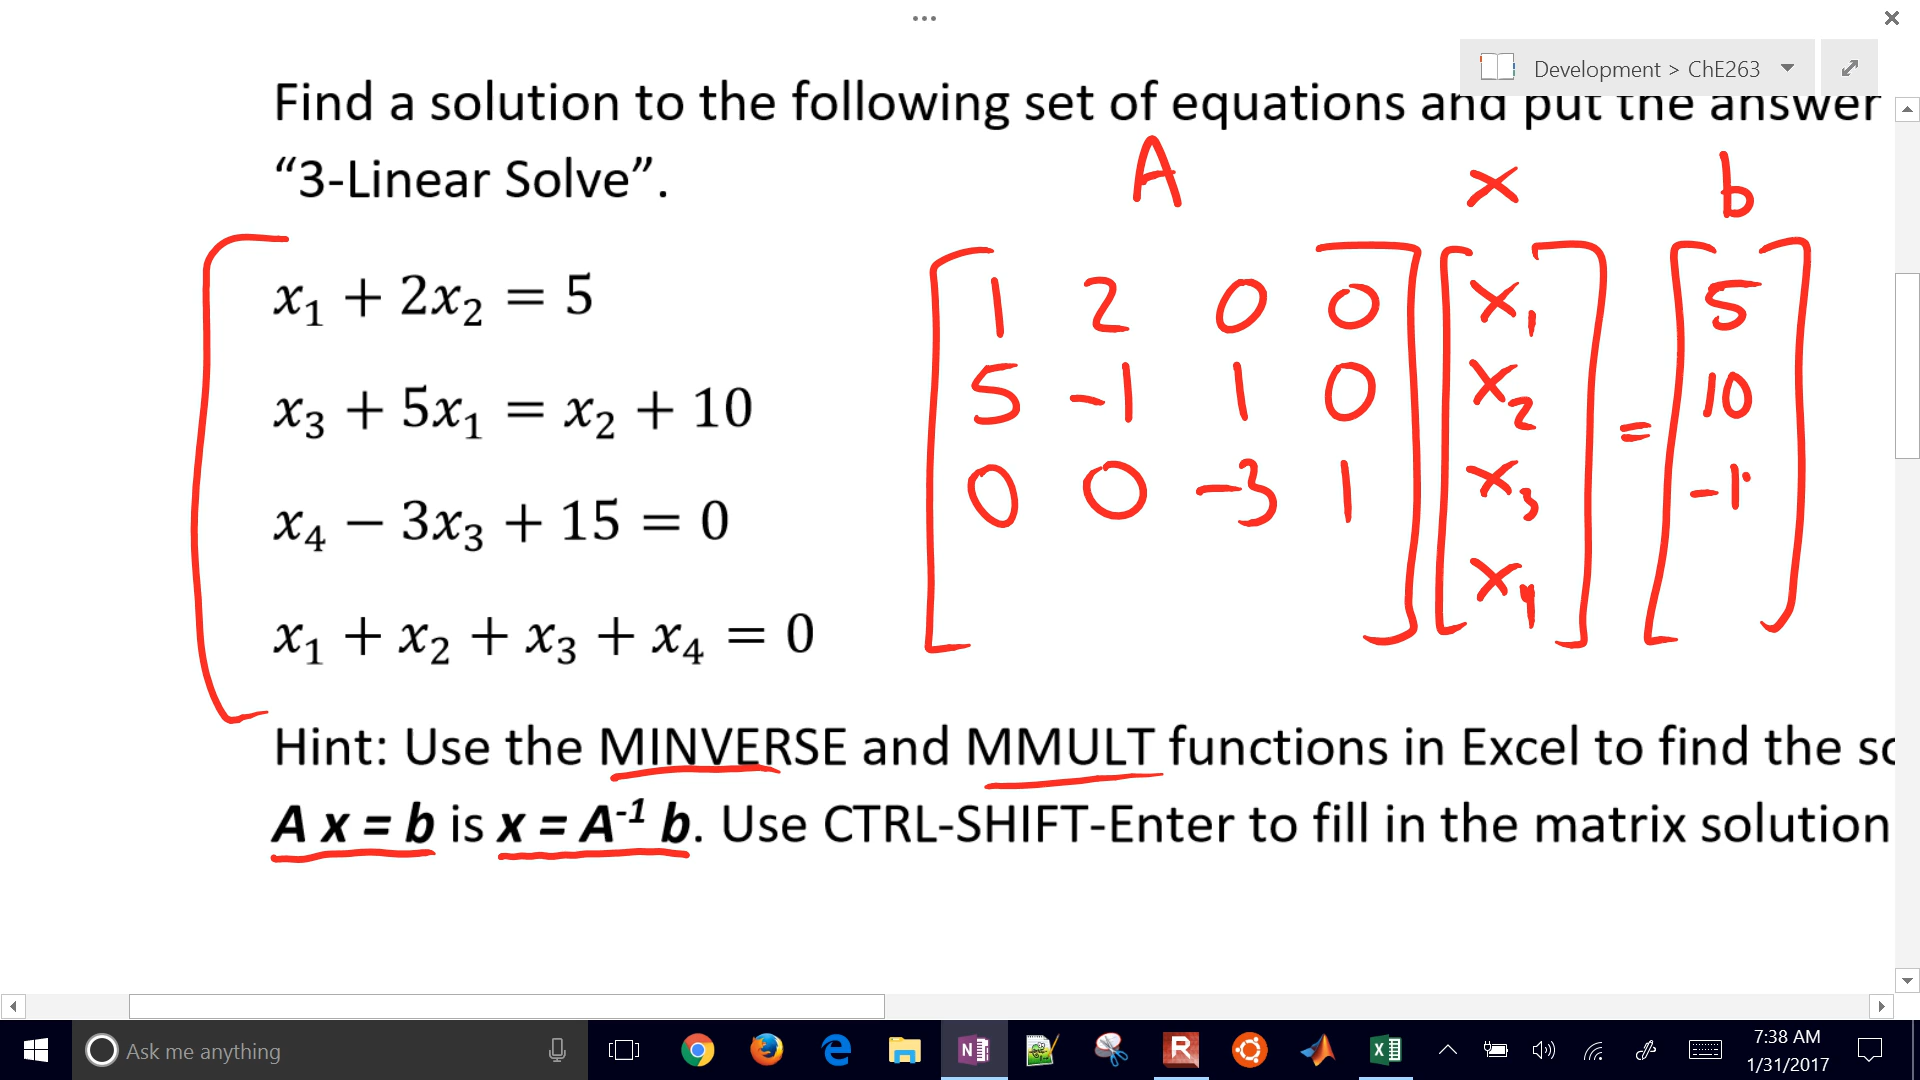 Development > ChE263
Find a solution to the following set of equations and put the answer
“3-Linear Solve”.
A x b
x₁ + 2x₂ = 5
x₃ + 5x₁ = x₂ + 10
x₄ − 3x₃ + 15 = 0
x₁ + x₂ + x₃ + x₄ = 0
1 2 0 0 x₁ 5
5 -1 1 0 x₂ = 10
0 0 -3 1 x₃ -1
x₄
Hint: Use the MINVERSE and MMULT functions in Excel to find the
A x = b is x = A⁻¹ b. Use CTRL-SHIFT-Enter to fill in the matrix solution
Ask me anything
7:38 AM
1/31/2017